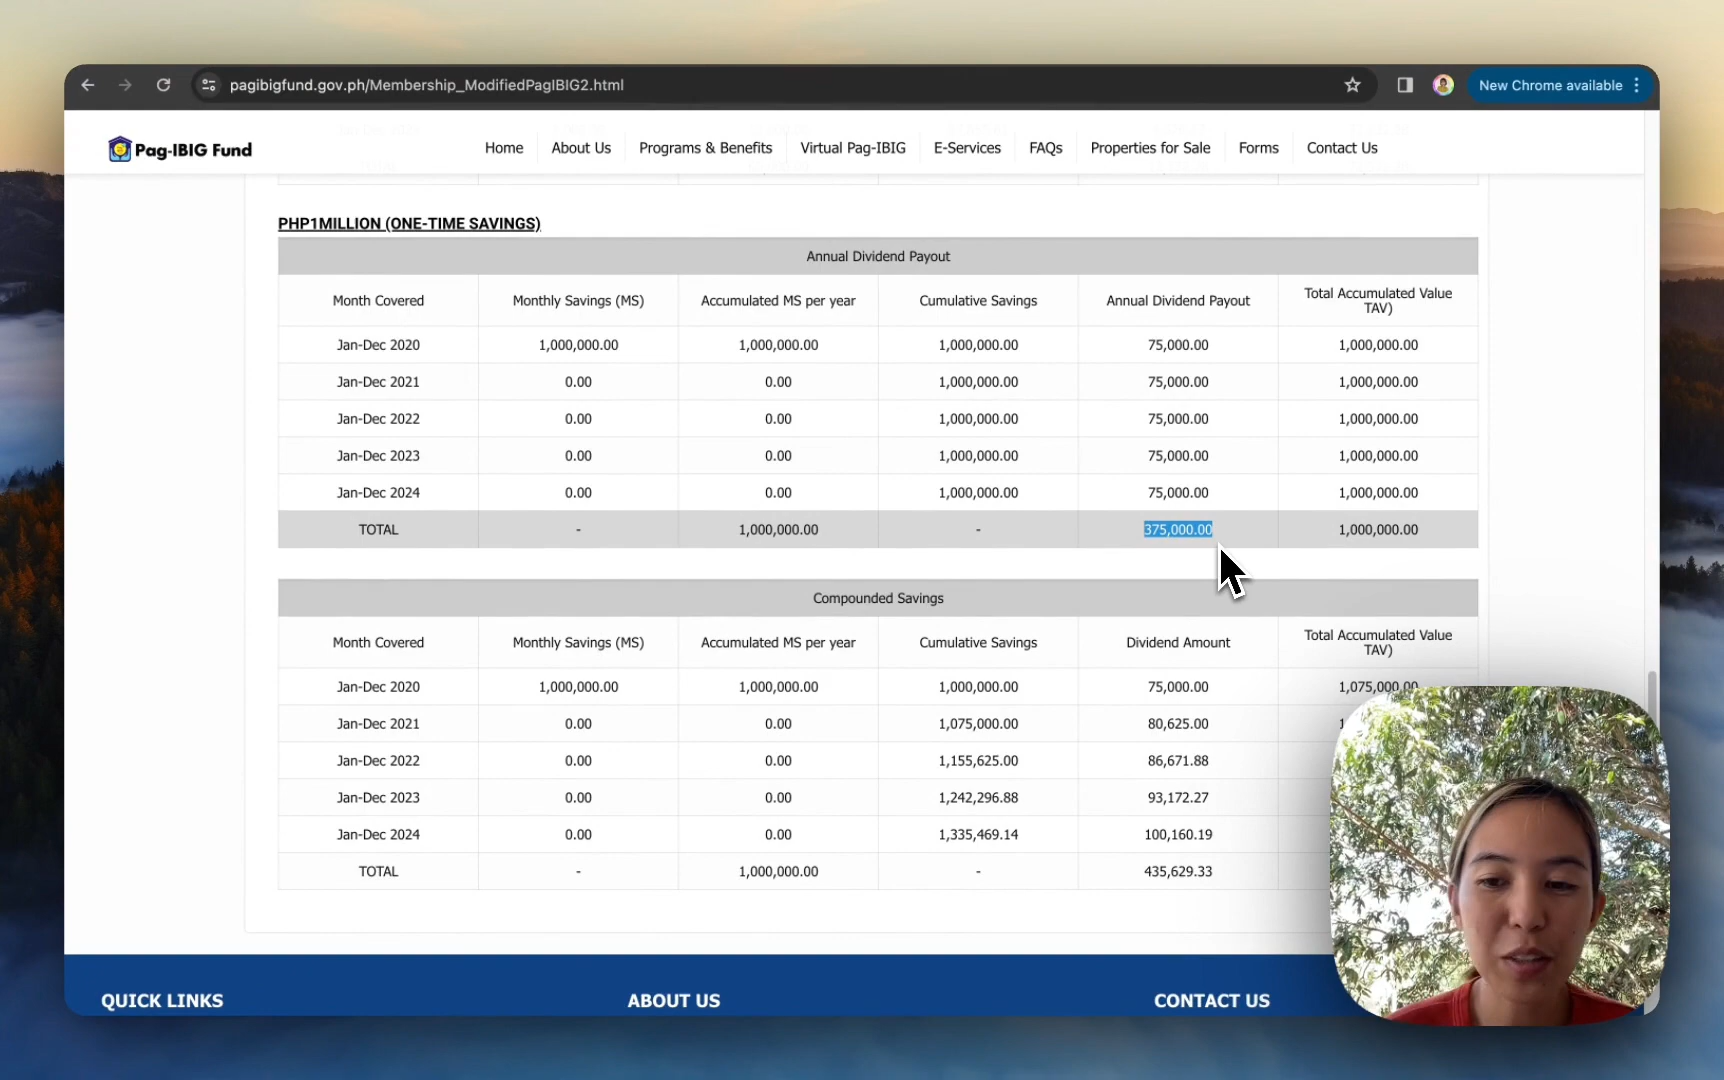 pagibigfund.gov.ph/Membership_ModifiedPagIBIG2.html New Chrome available
Pag-IBIG Fund Home About Us Programs & Benefits Virtual Pag-IBIG E-Services FAQs Properties for Sale Forms Contact Us
PHP1MILLION (ONE-TIME SAVINGS)
Annual Dividend Payout
Month Covered Monthly Savings (MS) Accumulated MS per year Cumulative Savings Annual Dividend Payout Total Accumulated Value TAV)
Jan-Dec 2020 1,000,000.00 1,000,000.00 1,000,000.00 75,000.00 1,000,000.00
Jan-Dec 2021 0.00 0.00 1,000,000.00 75,000.00 1,000,000.00
Jan-Dec 2022 0.00 0.00 1,000,000.00 75,000.00 1,000,000.00
Jan-Dec 2023 0.00 0.00 1,000,000.00 75,000.00 1,000,000.00
Jan-Dec 2024 0.00 0.00 1,000,000.00 75,000.00 1,000,000.00
TOTAL - 1,000,000.00 - 375,000.00 1,000,000.00
Compounded Savings
Month Covered Monthly Savings (MS) Accumulated MS per year Cumulative Savings Dividend Amount Total Accumulated Value TAV)
Jan-Dec 2020 1,000,000.00 1,000,000.00 1,000,000.00 75,000.00 1,075,000.00
Jan-Dec 2021 0.00 0.00 1,075,000.00 80,625.00
Jan-Dec 2022 0.00 0.00 1,155,625.00 86,671.88
Jan-Dec 2023 0.00 0.00 1,242,296.88 93,172.27
Jan-Dec 2024 0.00 0.00 1,335,469.14 100,160.19
TOTAL - 1,000,000.00 - 435,629.33
QUICK LINKS ABOUT US CONTACT US